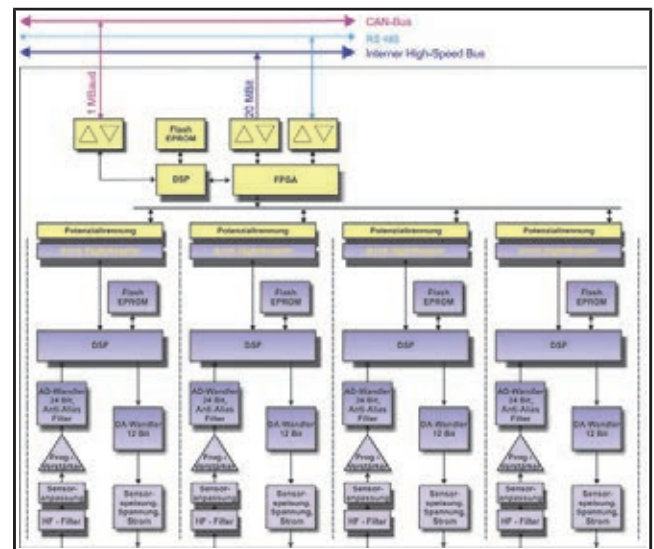 CAN-Bus
RS 485
Interner High-Speed Bus
1 MBaud
20 MBit
Flash
EPROM
DSP
FPGA
Potenzialtrennung
Potenzialtrennung
Potenzialtrennung
Potenzialtrennung
Flash
EPROM
Flash
EPROM
Flash
EPROM
Flash
EPROM
DSP
DSP
DSP
DSP
AD-Wandler
24 Bit,
Anti-Alias
Filter
DA-Wandler
12 Bit
AD-Wandler
24 Bit,
Anti-Alias
Filter
DA-Wandler
12 Bit
AD-Wandler
24 Bit,
Anti-Alias
Filter
DA-Wandler
12 Bit
AD-Wandler
24 Bit,
Anti-Alias
Filter
DA-Wandler
12 Bit
Prog.-
Verstärker
Prog.-
Verstärker
Prog.-
Verstärker
Prog.-
Verstärker
Sensor-
anpassung
Sensor-
speisung,
Spannung,
Strom
Sensor-
anpassung
Sensor-
speisung,
Spannung,
Strom
Sensor-
anpassung
Sensor-
speisung,
Spannung,
Strom
Sensor-
anpassung
Sensor-
speisung,
Spannung,
Strom
HF - Filter
HF - Filter
HF - Filter
HF - Filter